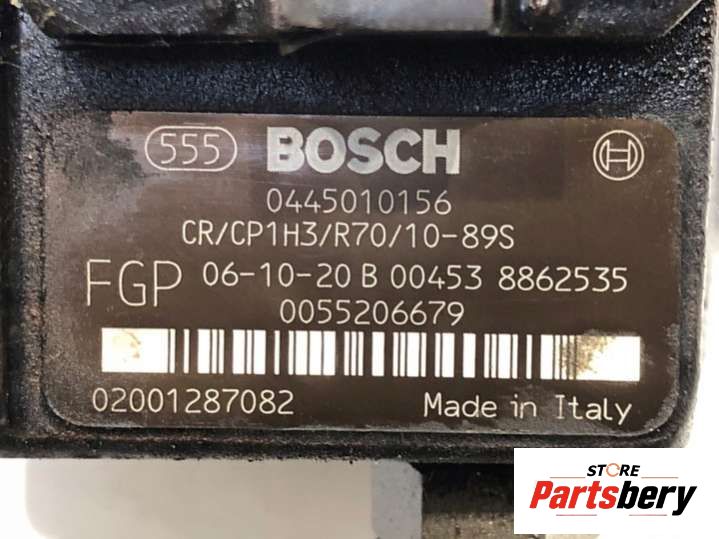 555 BOSCH
0445010156
CR/CP1H3/R70/10-89S
FGP 06-10-20 B 00453 8862535
0055206679
02001287082 Made in Italy
STORE
Partsbery